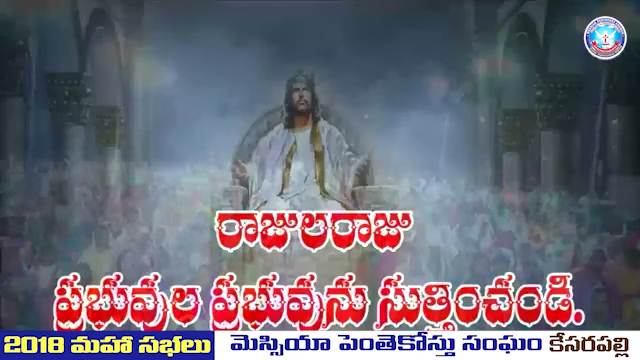 రాజులరాజు
ప్రభువుల ప్రభువును సుత్తించండి.
2018 మహా సభలు మెస్సియా పెంతెకోస్తు సంఘం కేసరపల్లి